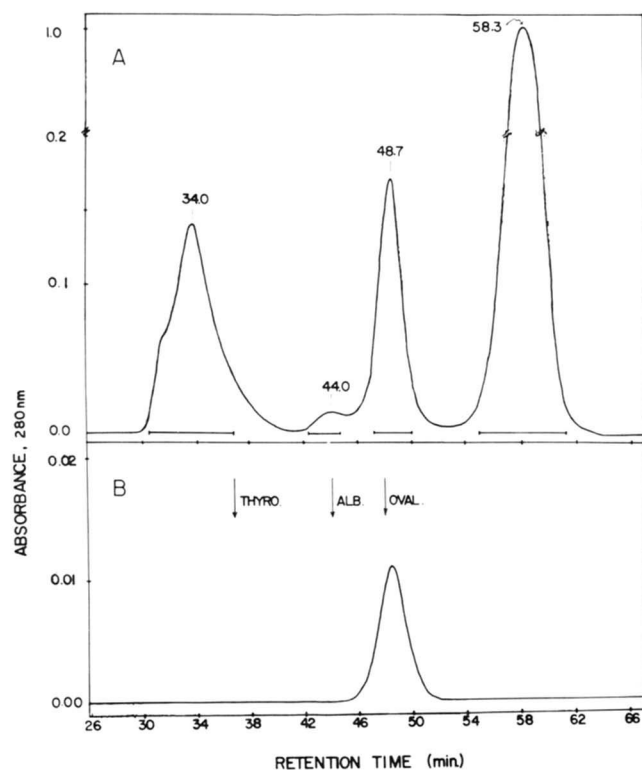 1.0
A
58.3
0.2
48.7
34.0
0.1
44.0
0.0
ABSORBANCE, 280 nm
0.02
B
THYRO.
ALB.
OVAL.
0.01
0.00
26 30 34 38 42 46 50 54 58 62 66
RETENTION TIME (min.)